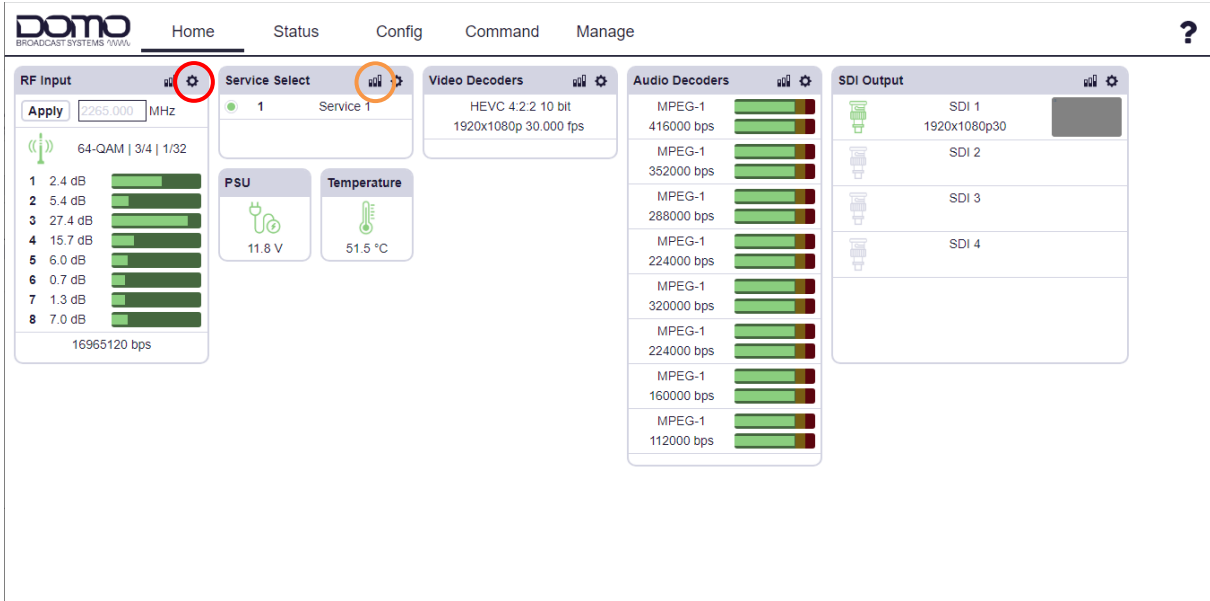 DOMO
BROADCAST SYSTEMS
Home Status Config Command Manage ?
RF Input
Apply 2265.000 MHz
64-QAM | 3/4 | 1/32
1 2.4 dB
2 5.4 dB
3 27.4 dB
4 15.7 dB
5 6.0 dB
6 0.7 dB
7 1.3 dB
8 7.0 dB
16965120 bps
Service Select
1 Service 1
PSU
11.8 V
Temperature
51.5 °C
Video Decoders
HEVC 4:2:2 10 bit
1920x1080p 30.000 fps
Audio Decoders
MPEG-1
416000 bps
MPEG-1
352000 bps
MPEG-1
288000 bps
MPEG-1
224000 bps
MPEG-1
320000 bps
MPEG-1
224000 bps
MPEG-1
160000 bps
MPEG-1
112000 bps
SDI Output
SDI 1
1920x1080p30
SDI 2
SDI 3
SDI 4